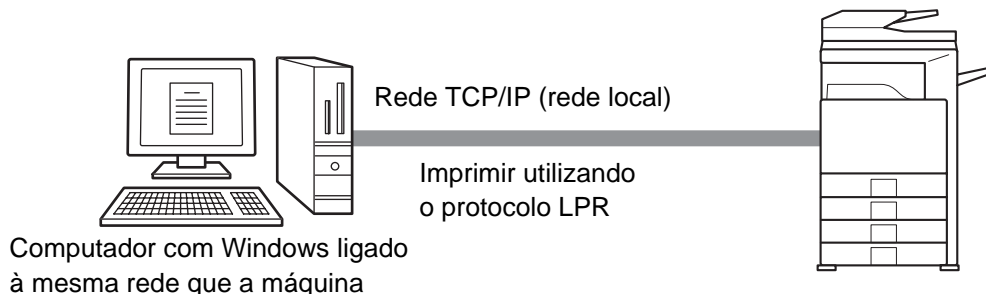 Rede TCP/IP (rede local)
Imprimir utilizando
o protocolo LPR
Computador com Windows ligado
à mesma rede que a máquina